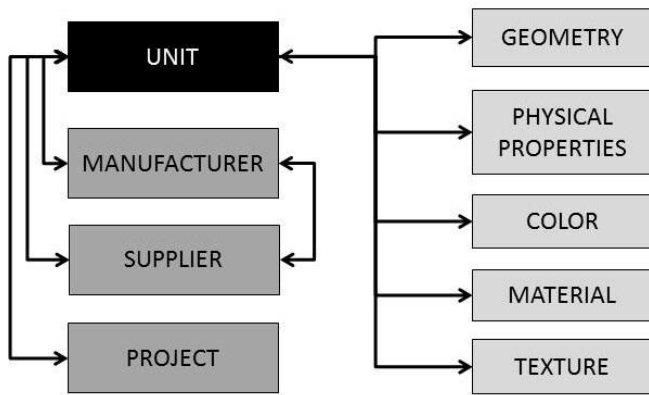 UNIT
MANUFACTURER
SUPPLIER
PROJECT
GEOMETRY
PHYSICAL
PROPERTIES
COLOR
MATERIAL
TEXTURE